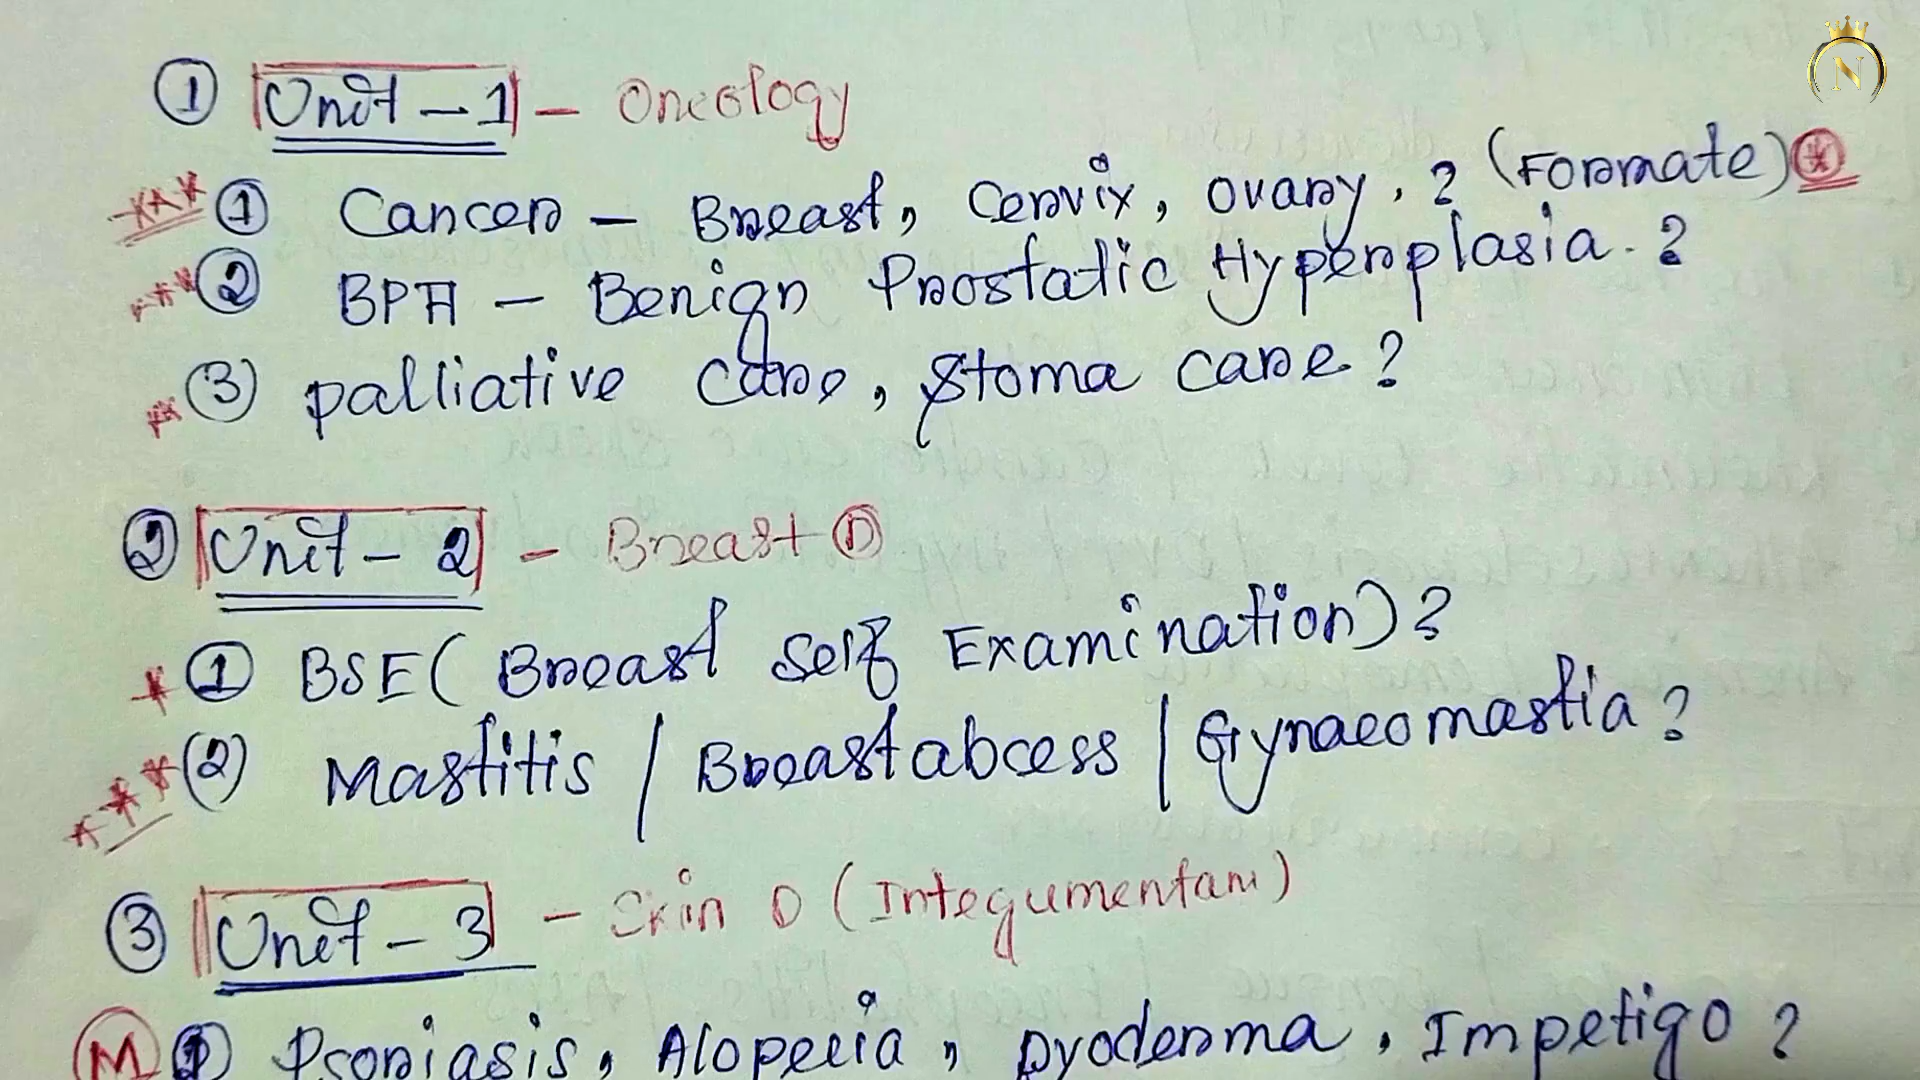 ① Unit - 1 - Oncology
*** ① Cancer - Breast, Cervix, Ovary. ? (Formate) *
*** ② BPH - Benign Prostatic Hyperplasia. ?
** ③ palliative care, Stoma care. ?
② Unit - 2 - Breast Ⓓ
* ① BSE (Breast Self Examination) ?
*** (2) Mastitis / Breast abcess / Gynaecomastia ?
③ Unit - 3 - Skin D (Integumentary)
Ⓜ ① Psoriasis, Alopecia, Pyoderma, Impetigo ?
N